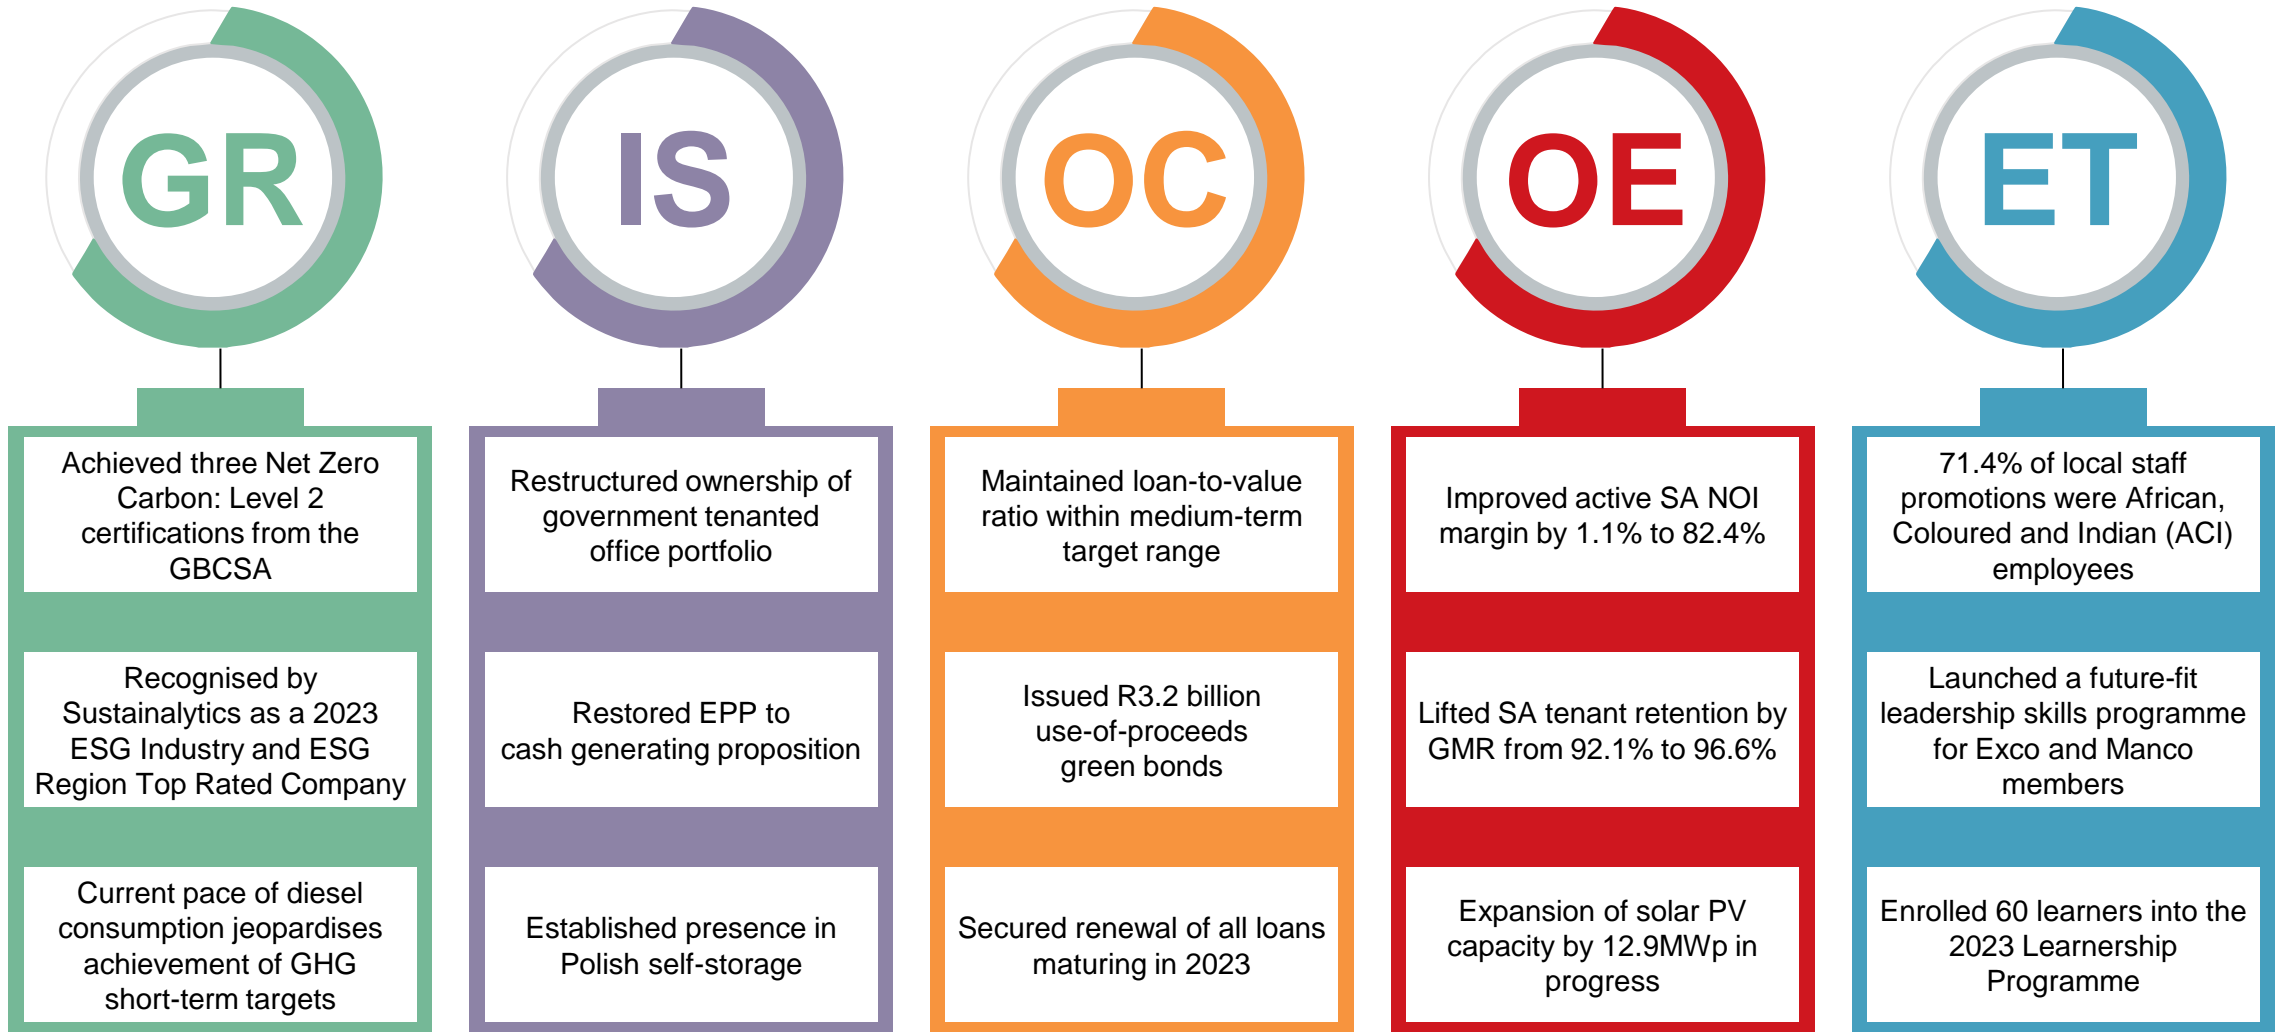 GR
IS
OC
OE
ET
Achieved three Net Zero
Carbon: Level 2
certifications from the
GBCSA
Recognised by
Sustainalytics as a 2023
ESG Industry and ESG
Region Top Rated Company
Current pace of diesel
consumption jeopardises
achievement of GHG
short-term targets
Restructured ownership of
government tenanted
office portfolio
Restored EPP to
cash generating proposition
Established presence in
Polish self-storage
Maintained loan-to-value
ratio within medium-term
target range
Issued R3.2 billion
use-of-proceeds
green bonds
Secured renewal of all loans
maturing in 2023
Improved active SA NOI
margin by 1.1% to 82.4%
Lifted SA tenant retention by
GMR from 92.1% to 96.6%
Expansion of solar PV
capacity by 12.9MWp in
progress
71.4% of local staff
promotions were African,
Coloured and Indian (ACI)
employees
Launched a future-fit
leadership skills programme
for Exco and Manco
members
Enrolled 60 learners into the
2023 Learnership
Programme